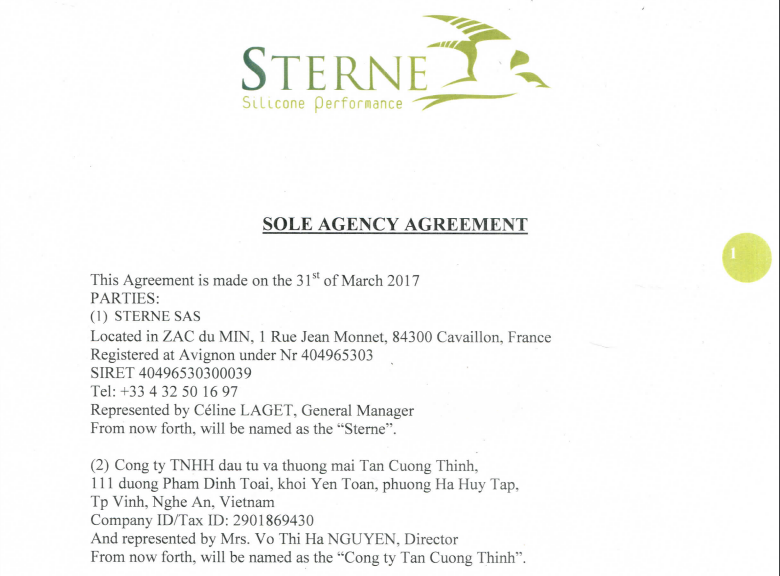 STERNE
Silicone Performance
SOLE AGENCY AGREEMENT
1
This Agreement is made on the 31st of March 2017
PARTIES:
(1) STERNE SAS
Located in ZAC du MIN, 1 Rue Jean Monnet, 84300 Cavaillon, France
Registered at Avignon under Nr 404965303
SIRET 40496530300039
Tel: +33 4 32 50 16 97
Represented by Céline LAGET, General Manager
From now forth, will be named as the “Sterne”.
(2) Cong ty TNHH dau tu va thuong mai Tan Cuong Thinh,
111 duong Pham Dinh Toai, khoi Yen Toan, phuong Ha Huy Tap,
Tp Vinh, Nghe An, Vietnam
Company ID/Tax ID: 2901869430
And represented by Mrs. Vo Thi Ha NGUYEN, Director
From now forth, will be named as the “Cong ty Tan Cuong Thinh”.